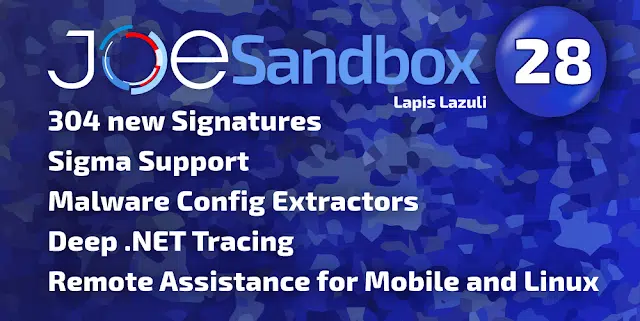 JOeSandbox 28
Lapis Lazuli
304 new Signatures
Sigma Support
Malware Config Extractors
Deep .NET Tracing
Remote Assistance for Mobile and Linux